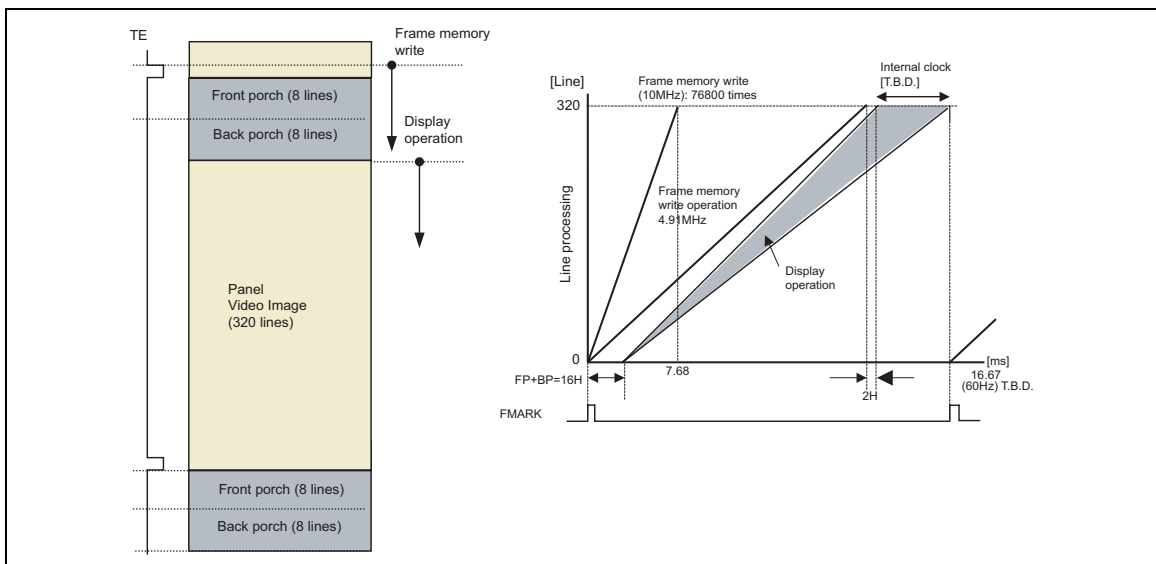 TE
Frame memory
write
Front porch (8 lines)
Back porch (8 lines)
Display
operation
Panel
Video Image
(320 lines)
Front porch (8 lines)
Back porch (8 lines)
[Line]
Frame memory write
(10MHz): 76800 times
Internal clock
[T.B.D.]
320
Line processing
Frame memory
write operation
4.91MHz
Display
operation
0
[ms]
FP+BP=16H
7.68
2H
16.67
(60Hz) T.B.D.
FMARK